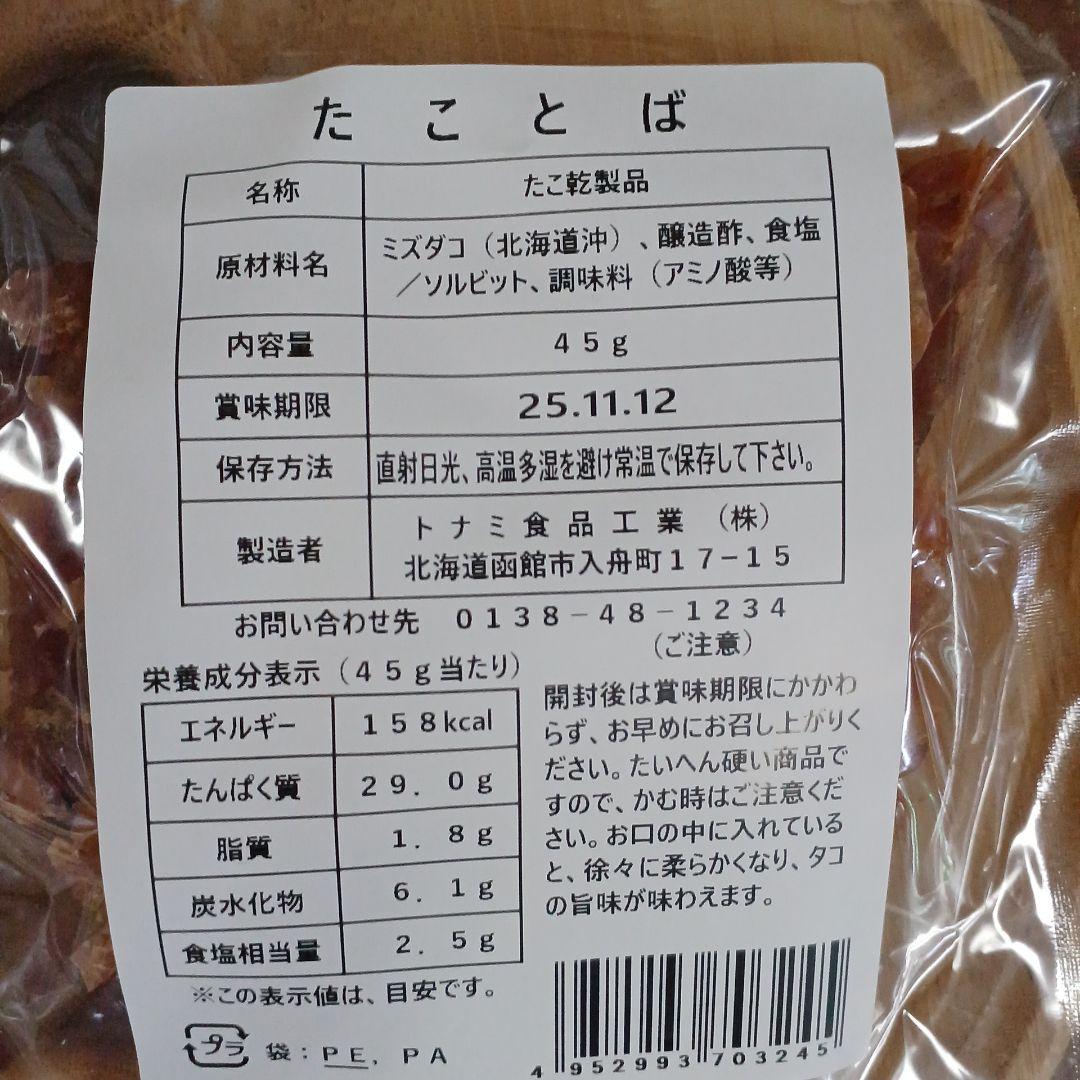 たことば
名称 たこ乾製品
原材料名 ミズダコ（北海道沖）、醸造酢、食塩
／ソルビット、調味料（アミノ酸等）
内容量 ４５ｇ
賞味期限 25.11.12
保存方法 直射日光、高温多湿を避け常温で保存して下さい。
製造者 トナミ食品工業（株）
北海道函館市入舟町１７－１５
お問い合わせ先 ０１３８－４８－１２３４
栄養成分表示（４５ｇ当たり）
エネルギー １５８kcal
たんぱく質 ２９．０ｇ
脂質 １．８ｇ
炭水化物 ６．１ｇ
食塩相当量 ２．５ｇ
※この表示値は、目安です。
プラ 袋：ＰＥ，ＰＡ
（ご注意）
開封後は賞味期限にかかわ
らず、お早めにお召し上がりく
ださい。たいへん硬い商品で
すので、かむ時はご注意くだ
さい。お口の中に入れている
と、徐々に柔らかくなり、タコ
の旨味が味わえます。
4 952993 703245